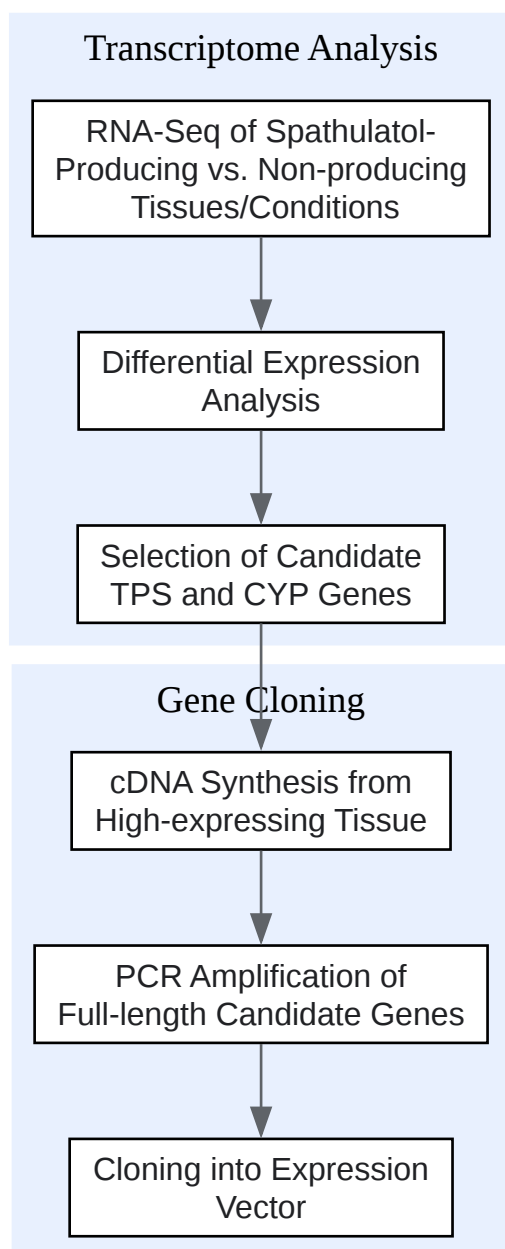 Transcriptome Analysis
RNA-Seq of Spathulatol-
Producing vs. Non-producing
Tissues/Conditions
Differential Expression
Analysis
Selection of Candidate
TPS and CYP Genes
Gene Cloning
cDNA Synthesis from
High-expressing Tissue
PCR Amplification of
Full-length Candidate Genes
Cloning into Expression
Vector